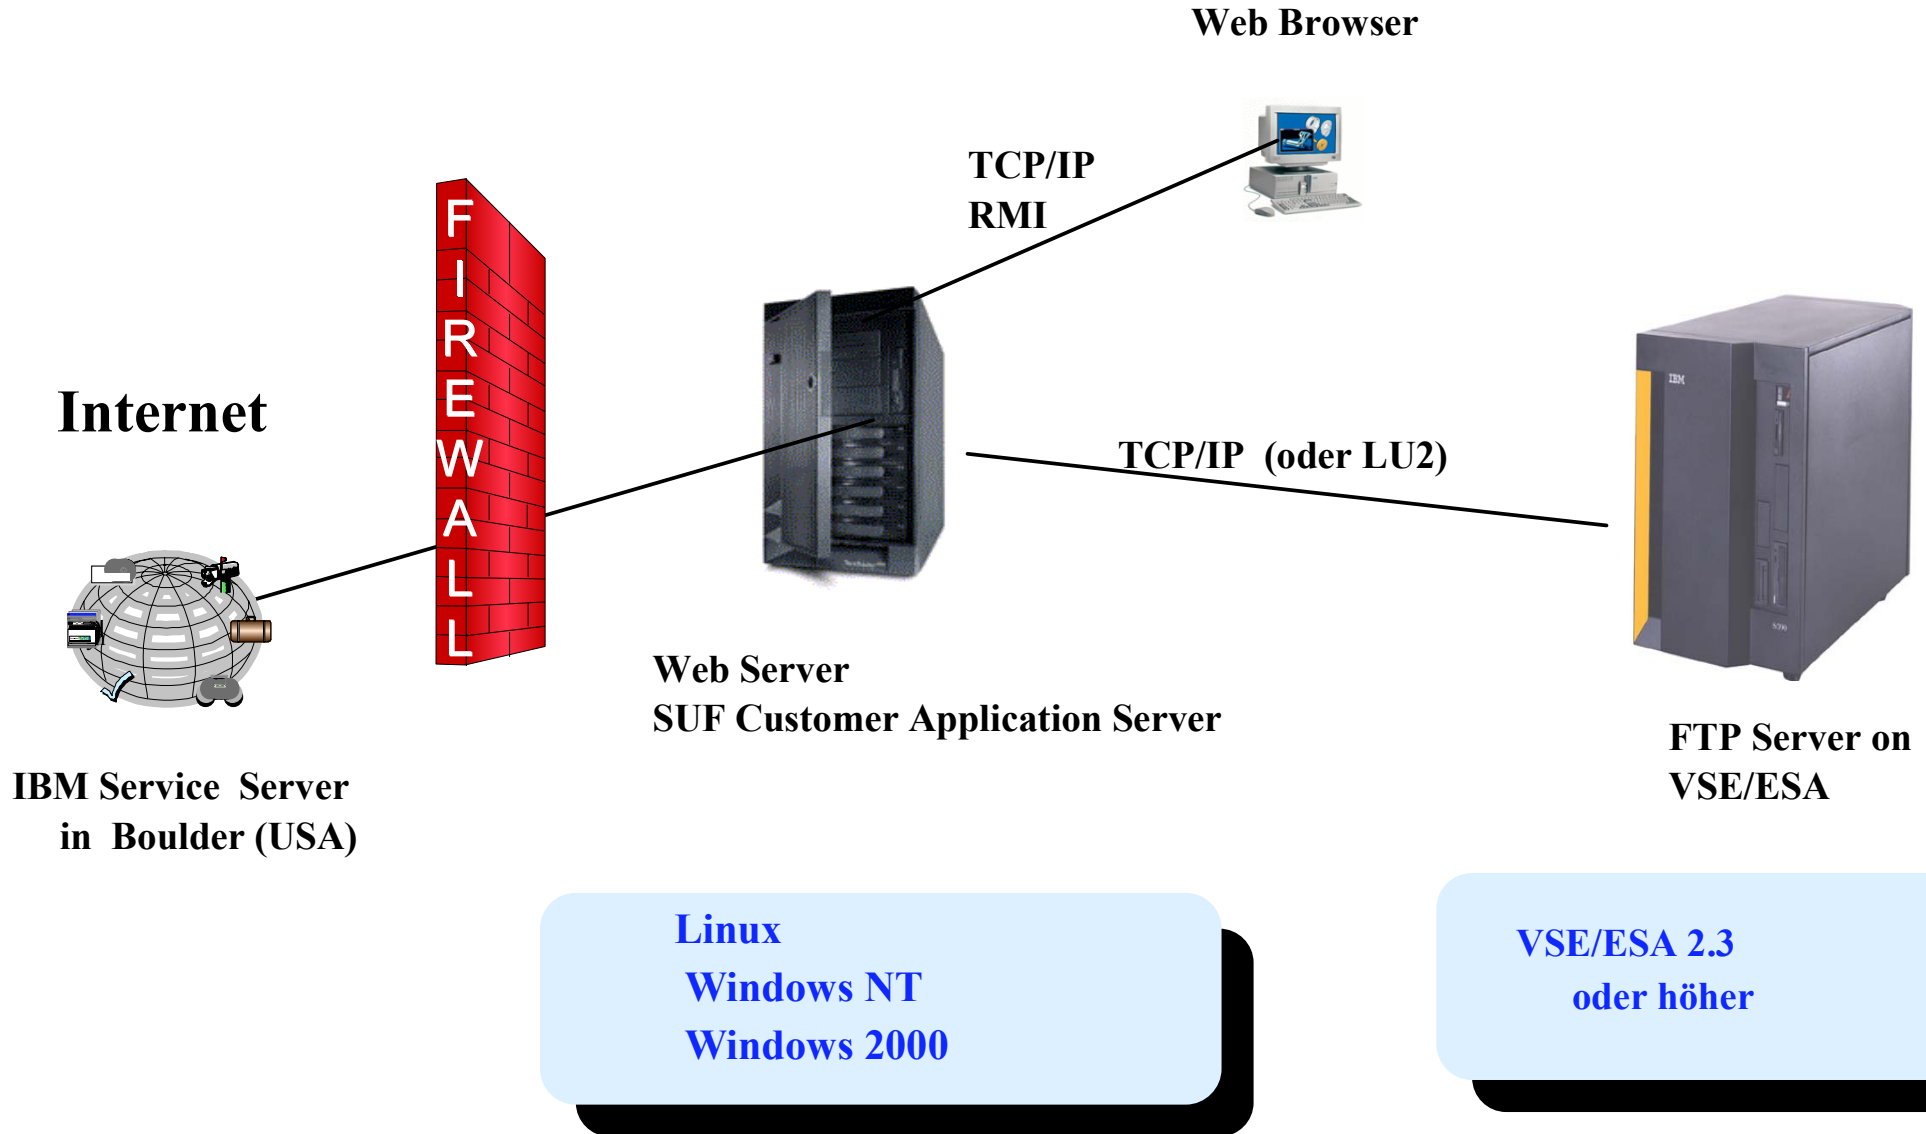 Web Browser
TCP/IP
RMI
FIREWALL
Internet
IBM
TCP/IP (oder LU2)
Web Server
SUF Customer Application Server
FTP Server on
VSE/ESA
IBM Service Server
in Boulder (USA)
Linux
Windows NT
Windows 2000
VSE/ESA 2.3
oder höher